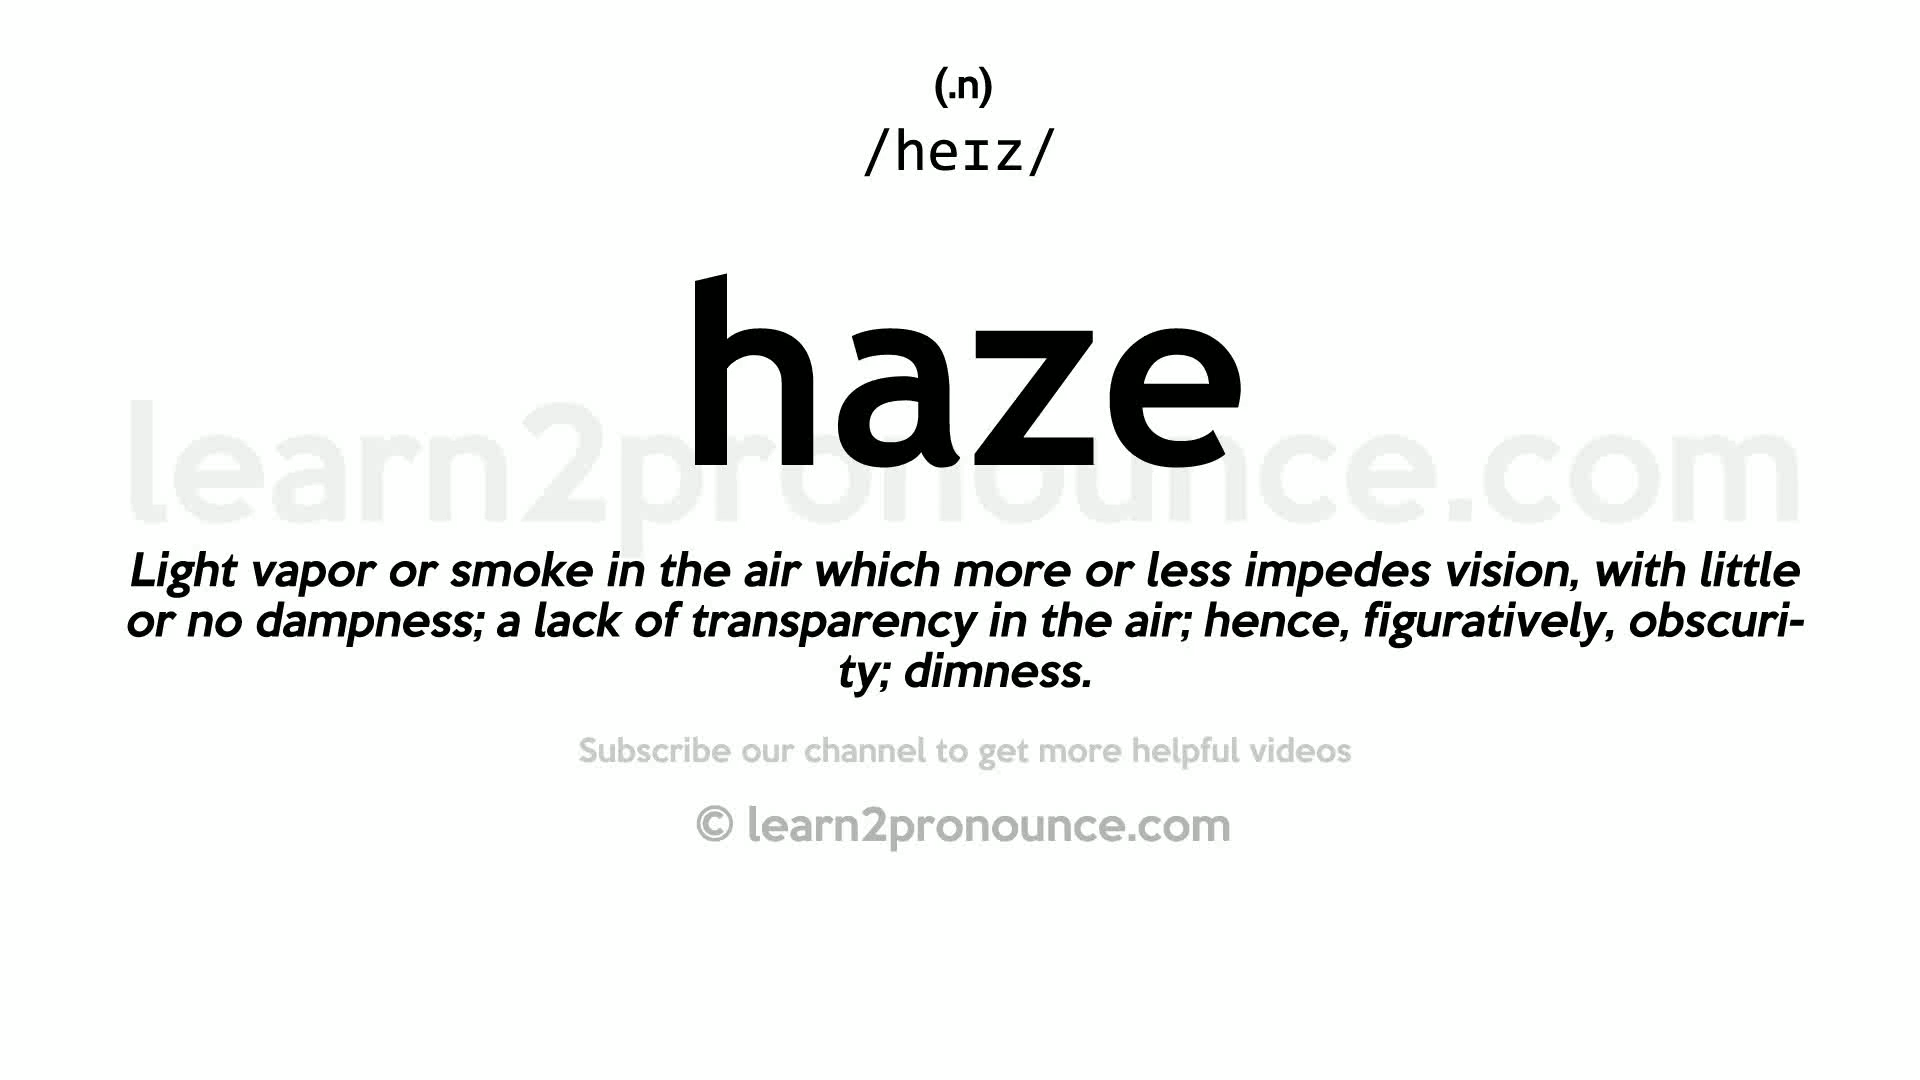 (.n)
/heɪz/
haze
learn2pronounce.com
Light vapor or smoke in the air which more or less impedes vision, with little
or no dampness; a lack of transparency in the air; hence, figuratively, obscuri-
ty; dimness.
Subscribe our channel to get more helpful videos
© learn2pronounce.com